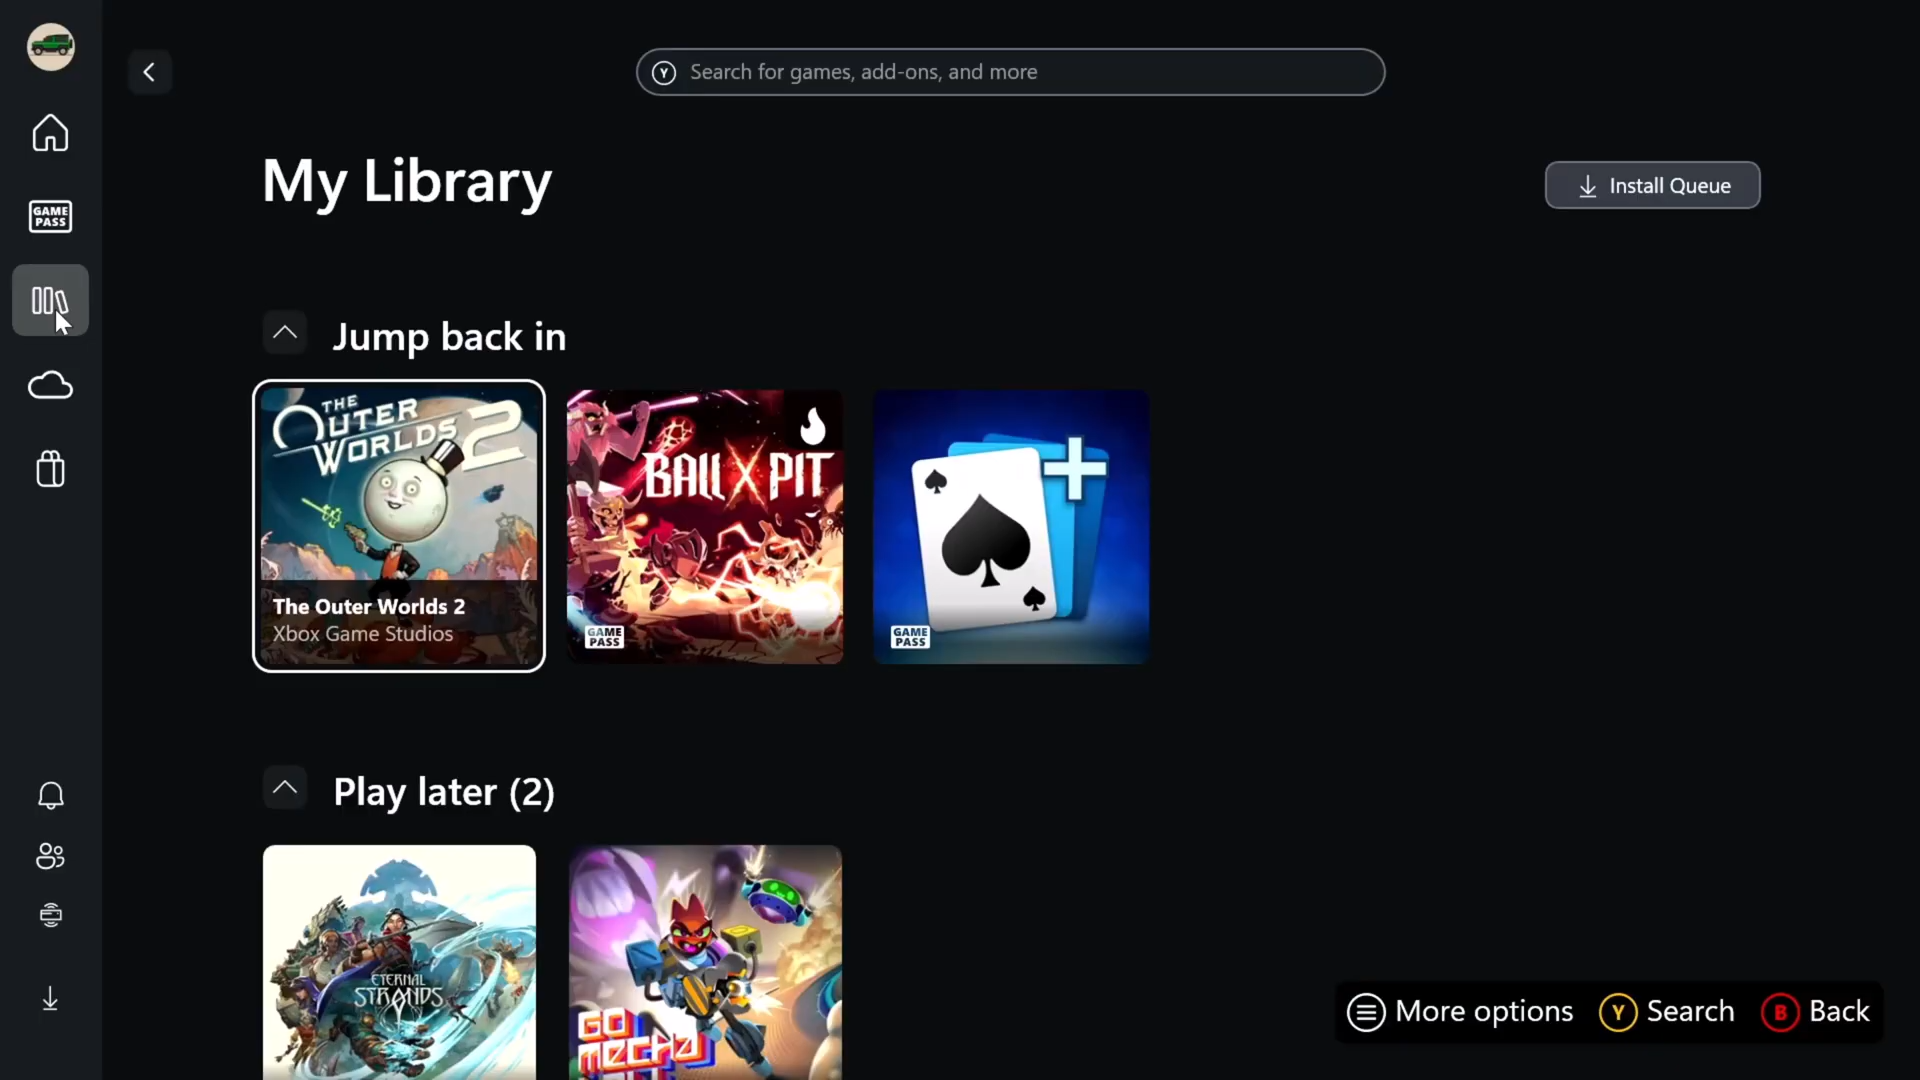 Y Search for games, add-ons, and more
GAME
PASS
My Library
Install Queue
Jump back in
THE
OUTER
WORLDS 2
The Outer Worlds 2
Xbox Game Studios
BALL X PIT
GAME
PASS
GAME
PASS
Play later (2)
ETERNAL
STRANDS
GO
MECHA
More options
Y Search
B Back